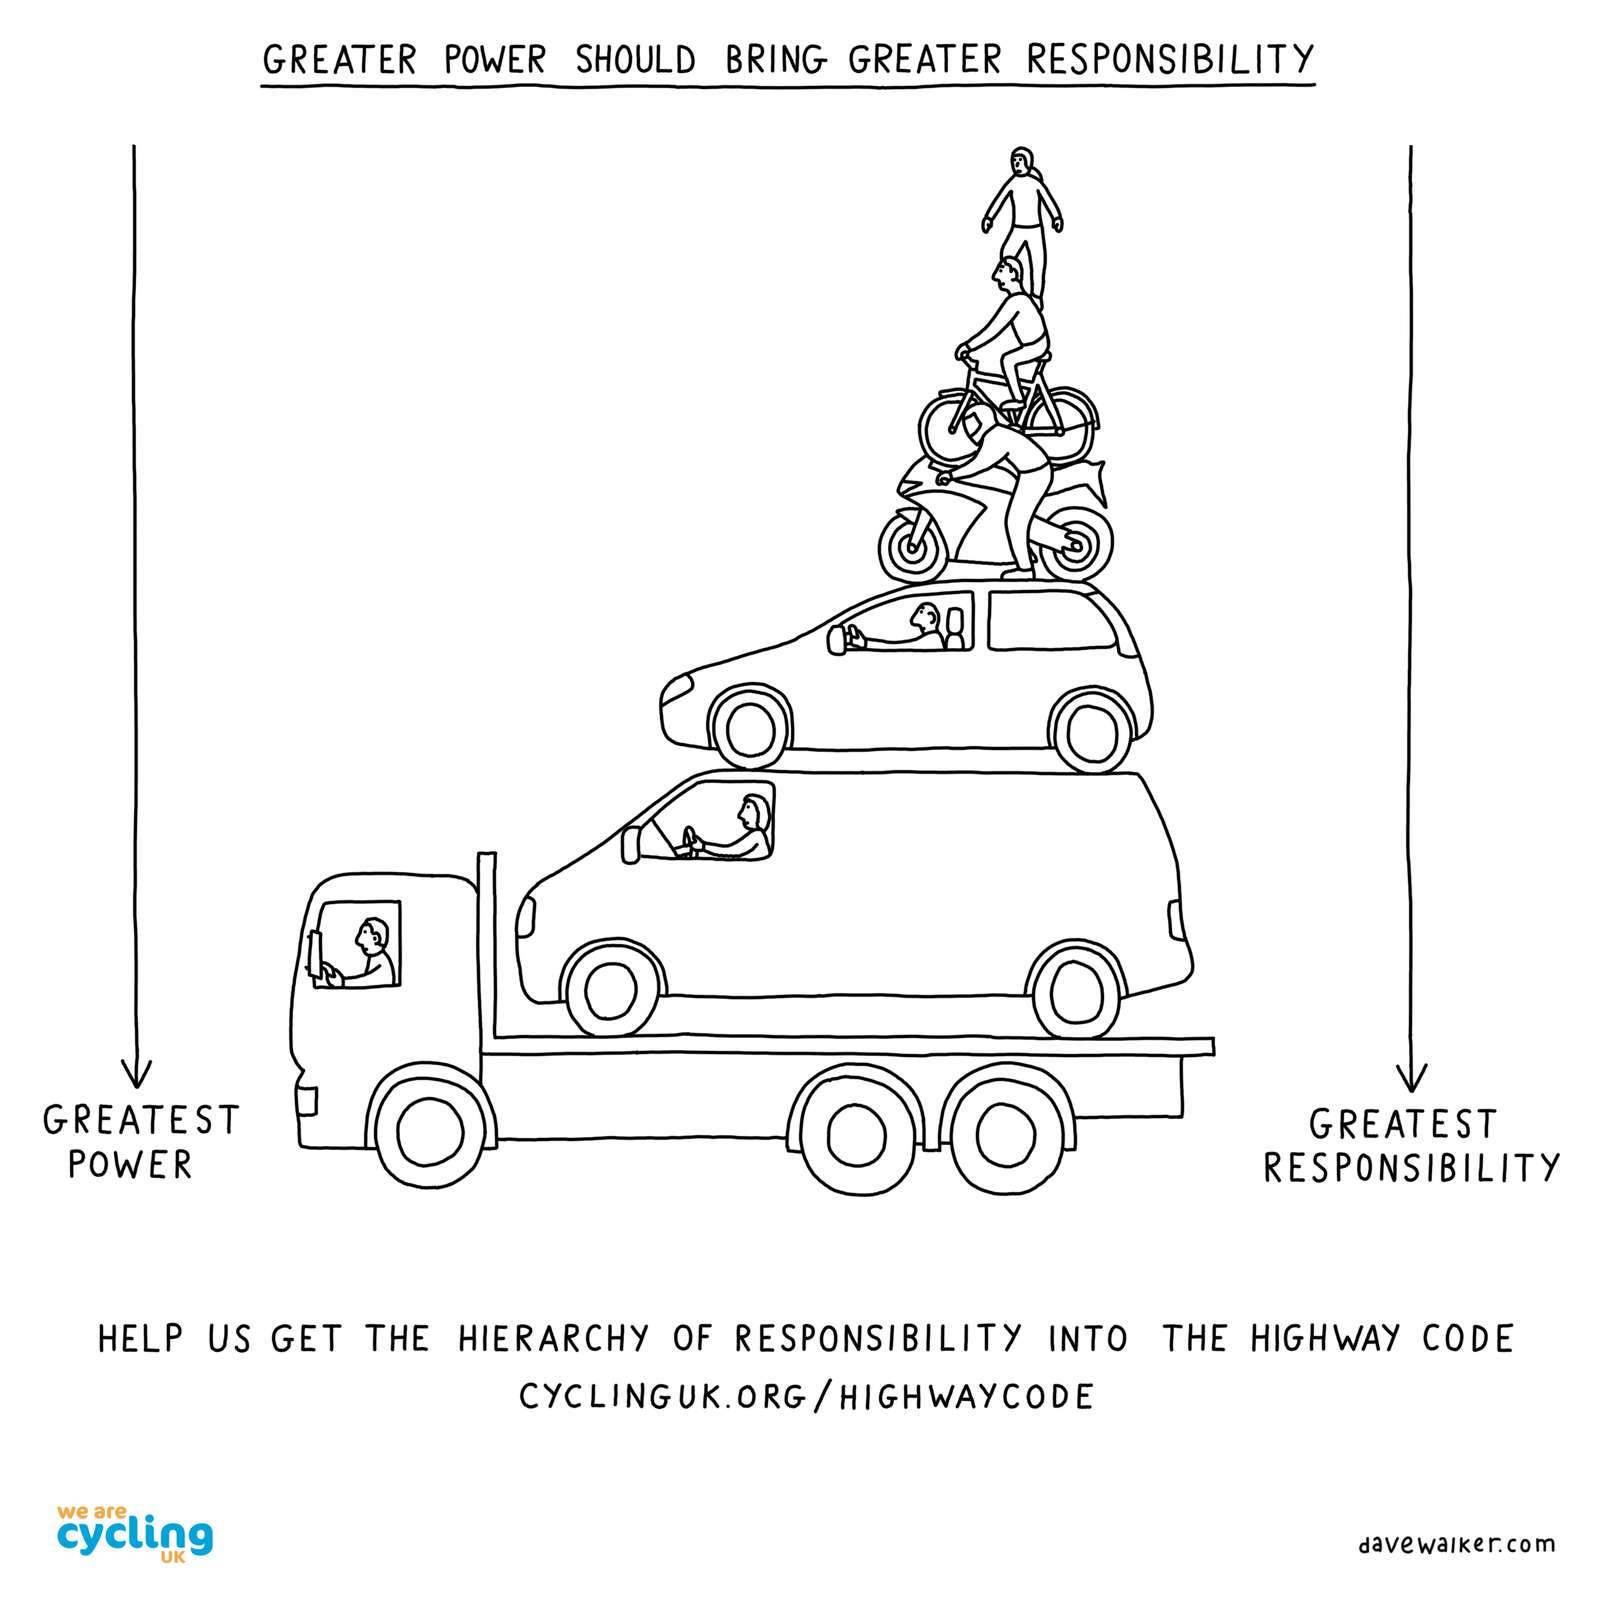 GREATER POWER SHOULD BRING GREATER RESPONSIBILITY
GREATEST
POWER
GREATEST
RESPONSIBILITY
HELP US GET THE HIERARCHY OF RESPONSIBILITY INTO THE HIGHWAY CODE
CYCLINGUK.ORG/HIGHWAYCODE
we are
cycling
UK
davewalker.com